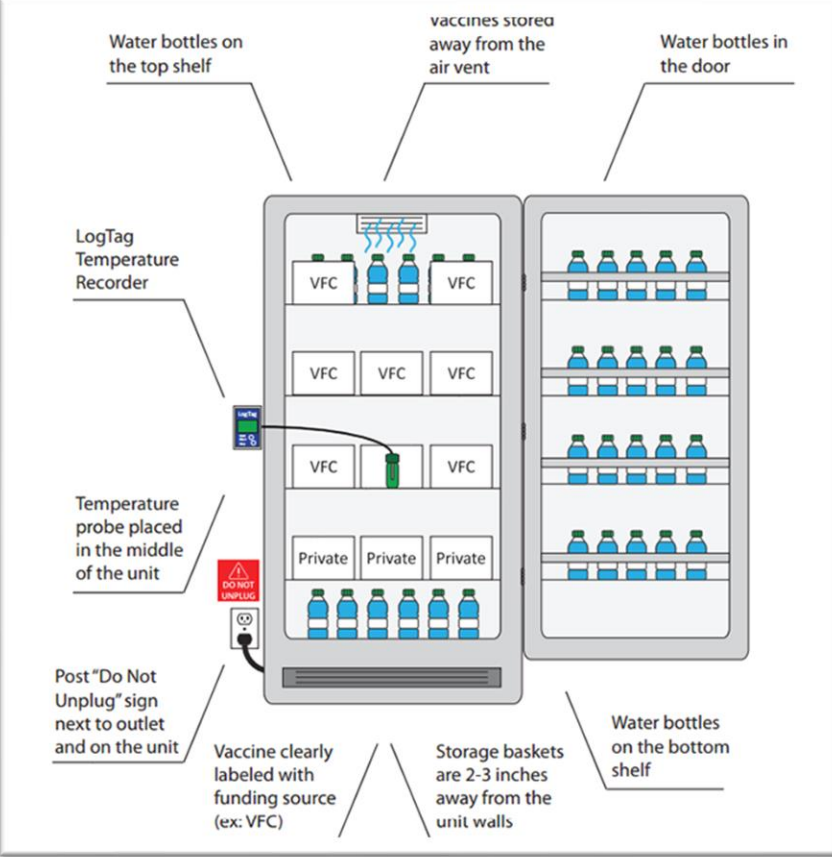 Water bottles on
the top shelf
Vaccines stored
away from the
air vent
Water bottles in
the door
LogTag
Temperature
Recorder
VFC
VFC
VFC
VFC
VFC
LogTag
VFC
VFC
Temperature
probe placed
in the middle
of the unit
Private
Private
Private
DO NOT
UNPLUG
Post “Do Not
Unplug” sign
next to outlet
and on the unit
Vaccine clearly
labeled with
funding source
(ex: VFC)
Storage baskets
are 2-3 inches
away from the
unit walls
Water bottles
on the bottom
shelf